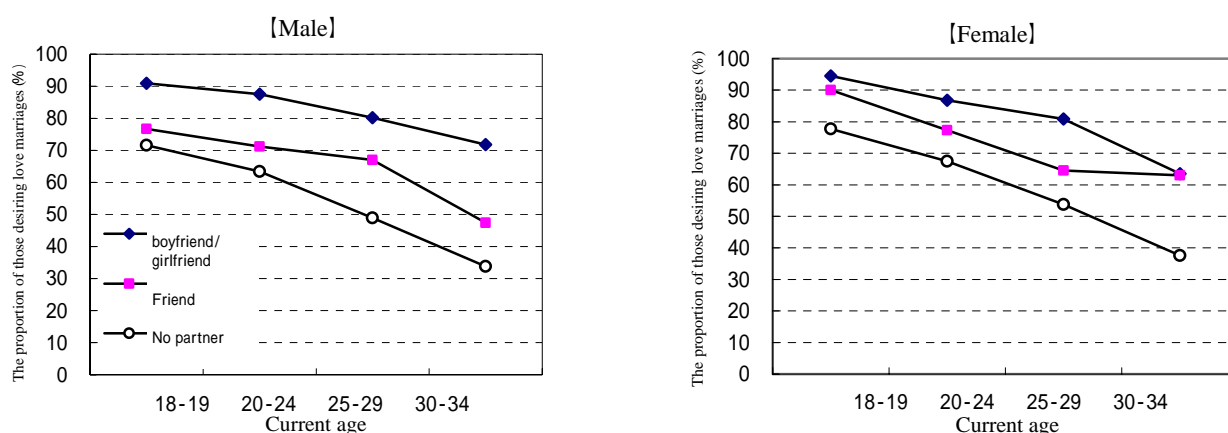 【Male】
The proportion of those desiring love marriages (%)
100
90
80
70
60
50
40
30
20
10
0
boyfriend/
girlfriend
Friend
No partner
18-19 20-24 25-29 30-34
Current age
【Female】
The proportion of those desiring love marriages (%)
100
90
80
70
60
50
40
30
20
10
0
18-19 20-24 25-29 30-34
Current age